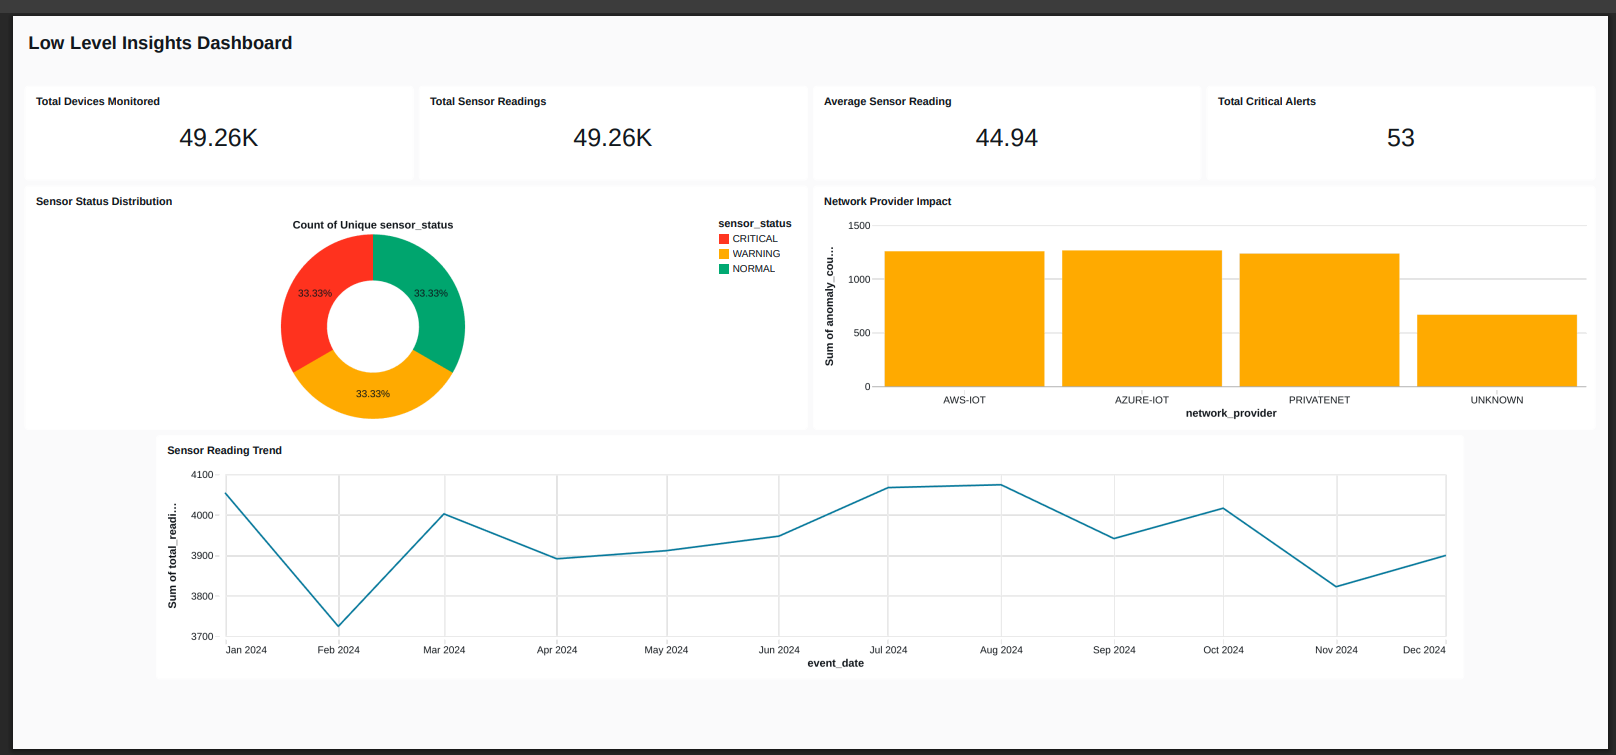 Low Level Insights Dashboard
Total Devices Monitored
49.26K
Total Sensor Readings
49.26K
Average Sensor Reading
44.94
Total Critical Alerts
53
Sensor Status Distribution
Count of Unique sensor_status
33.33%
33.33%
33.33%
sensor_status
CRITICAL
WARNING
NORMAL
Network Provider Impact
Sum of anomaly_cou...
1500
1000
500
0
AWS-IOT
AZURE-IOT
PRIVATENET
UNKNOWN
network_provider
Sensor Reading Trend
Sum of total_readi...
4100
4000
3900
3800
3700
Jan 2024
Feb 2024
Mar 2024
Apr 2024
May 2024
Jun 2024
Jul 2024
Aug 2024
Sep 2024
Oct 2024
Nov 2024
Dec 2024
event_date